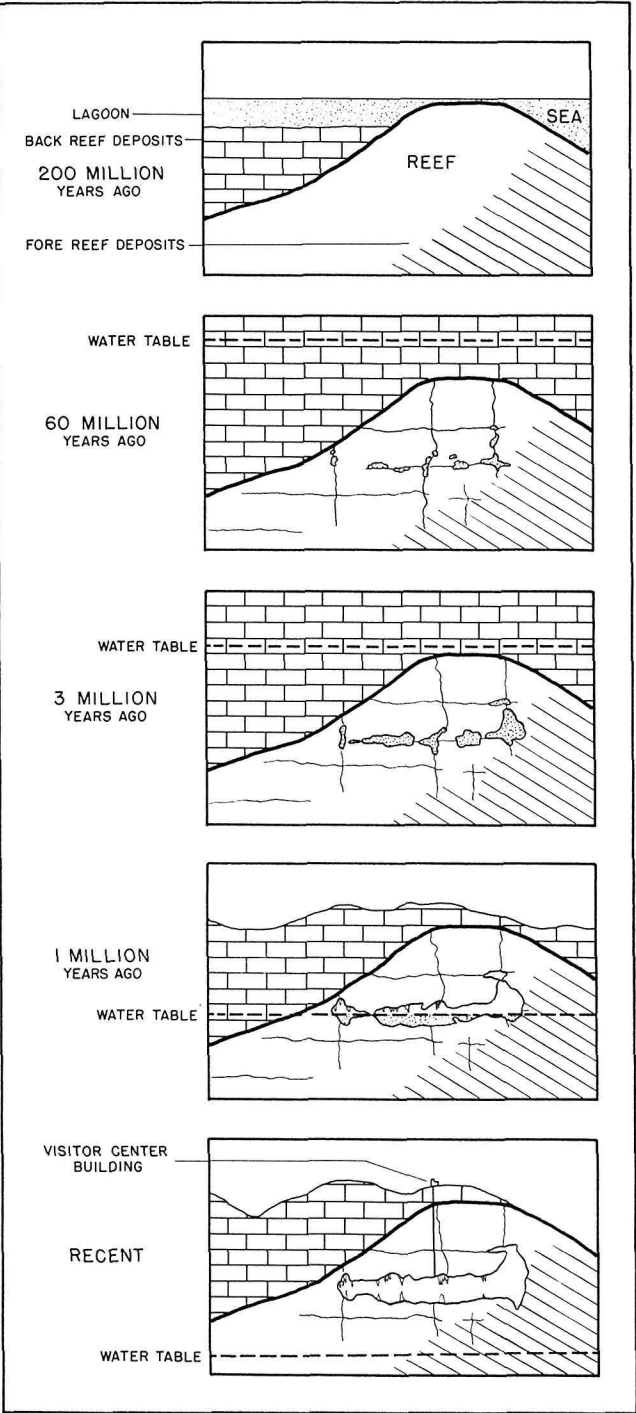 LAGOON
SEA
BACK REEF DEPOSITS
200 MILLION
YEARS AGO
REEF
FORE REEF DEPOSITS
WATER TABLE
60 MILLION
YEARS AGO
WATER TABLE
3 MILLION
YEARS AGO
1 MILLION
YEARS AGO
WATER TABLE
VISITOR CENTER
BUILDING
RECENT
WATER TABLE